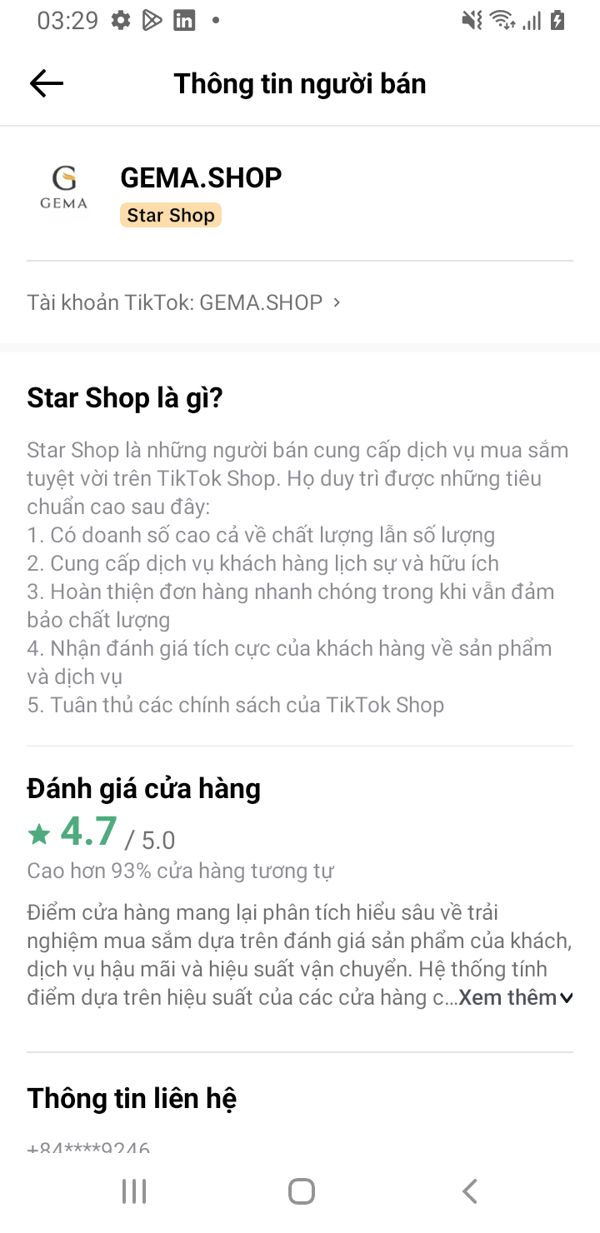 03:29
Thông tin người bán
GEMA
GEMA.SHOP
Star Shop
Tài khoản TikTok: GEMA.SHOP
Star Shop là gì?
Star Shop là những người bán cung cấp dịch vụ mua sắm
tuyệt vời trên TikTok Shop. Họ duy trì được những tiêu
chuẩn cao sau đây:
1. Có doanh số cao cả về chất lượng lẫn số lượng
2. Cung cấp dịch vụ khách hàng lịch sự và hữu ích
3. Hoàn thiện đơn hàng nhanh chóng trong khi vẫn đảm
bảo chất lượng
4. Nhận đánh giá tích cực của khách hàng về sản phẩm
và dịch vụ
5. Tuân thủ các chính sách của TikTok Shop
Đánh giá cửa hàng
4.7 / 5.0
Cao hơn 93% cửa hàng tương tự
Điểm cửa hàng mang lại phân tích hiểu sâu về trải
nghiệm mua sắm dựa trên đánh giá sản phẩm của khách,
dịch vụ hậu mãi và hiệu suất vận chuyển. Hệ thống tính
điểm dựa trên hiệu suất của các cửa hàng c...Xem thêm
Thông tin liên hệ
+84****9246